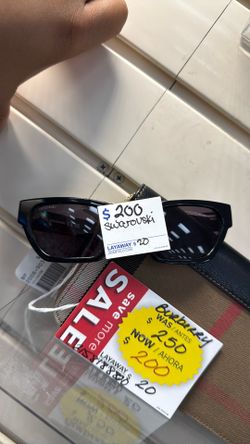 $ 200
Swarovski
LAYAWAY $ 20
save more
SALE
Burberry
WAS / ANTES
$ 250
NOW / AHORA
$ 200
LAYAWAY
$ 20